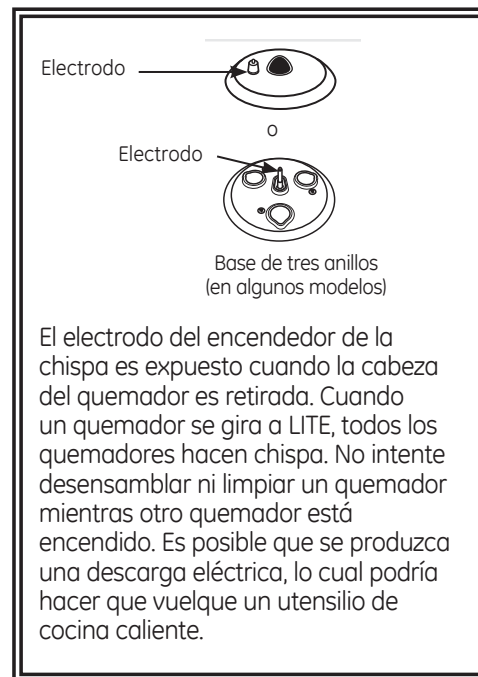 Electrodo
o
Electrodo
Base de tres anillos
(en algunos modelos)
El electrodo del encendedor de la
chispa es expuesto cuando la cabeza
del quemador es retirada. Cuando
un quemador se gira a LITE, todos los
quemadores hacen chispa. No intente
desensamblar ni limpiar un quemador
mientras otro quemador está
encendido. Es posible que se produzca
una descarga eléctrica, lo cual podría
hacer que vuelque un utensilio de
cocina caliente.